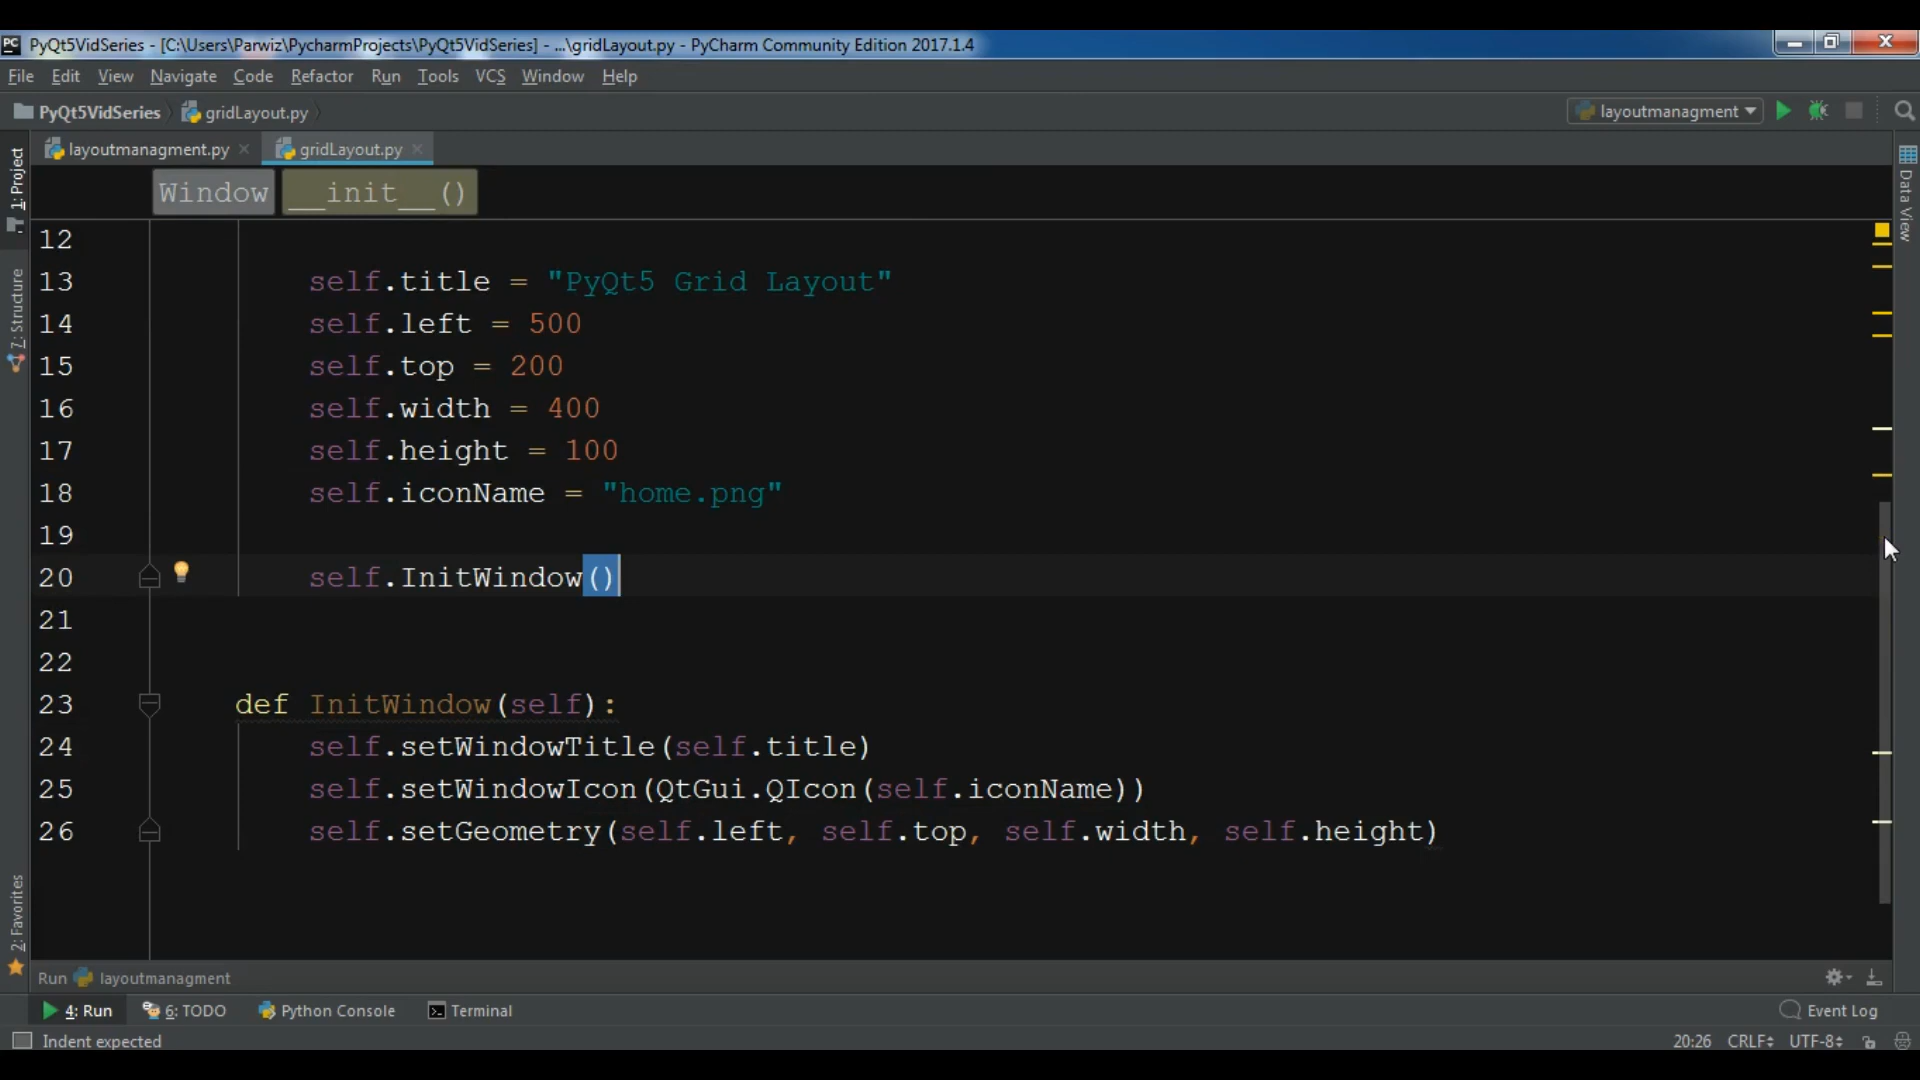 PC PyQt5VidSeries - [C:\Users\Parwiz\PycharmProjects\PyQt5VidSeries] - ...\gridLayout.py - PyCharm Community Edition 2017.1.4
File Edit View Navigate Code Refactor Run Tools VCS Window Help
PyQt5VidSeries gridLayout.py layoutmanagment
layoutmanagment.py gridLayout.py
1: Project
7: Structure
2: Favorites
Data View
Window __init__()
12
13 self.title = "PyQt5 Grid Layout"
14 self.left = 500
15 self.top = 200
16 self.width = 400
17 self.height = 100
18 self.iconName = "home.png"
19
20 self.InitWindow()
21
22
23 def InitWindow(self):
24 self.setWindowTitle(self.title)
25 self.setWindowIcon(QtGui.QIcon(self.iconName))
26 self.setGeometry(self.left, self.top, self.width, self.height)
Run layoutmanagment
4: Run 6: TODO Python Console Terminal Event Log
Indent expected 20:26 CRLF UTF-8